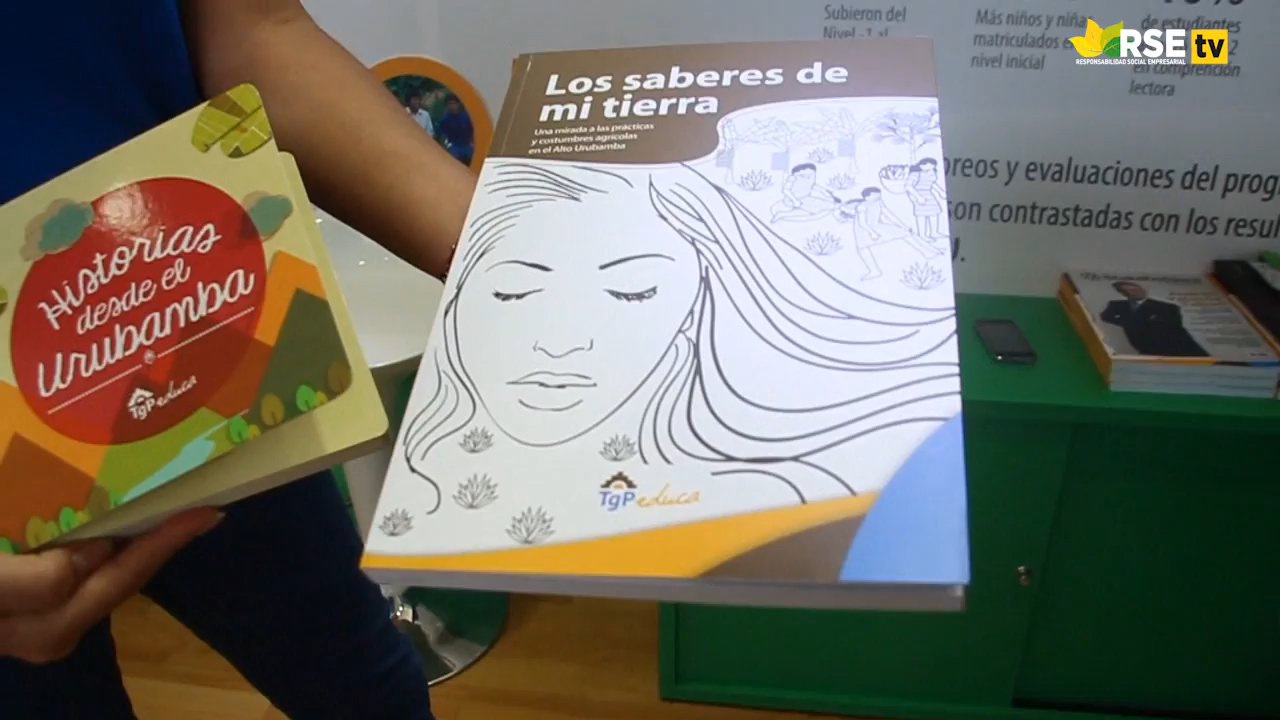 Subieron del
Nivel -1 al
Más niños y niñas
matriculados
nivel inicial
de estudiantes
en comprención
lectora
RSE tv
RESPONSABILIDAD SOCIAL EMPRESARIAL
Los saberes de
mi tierra
Una mirada a las prácticas
y costumbres agrícolas
en el Alto Urubamba
TgP educa
Historias
desde el
Urubamba
TgP educa
oreos y evaluaciones del prog
on contrastadas con los resul